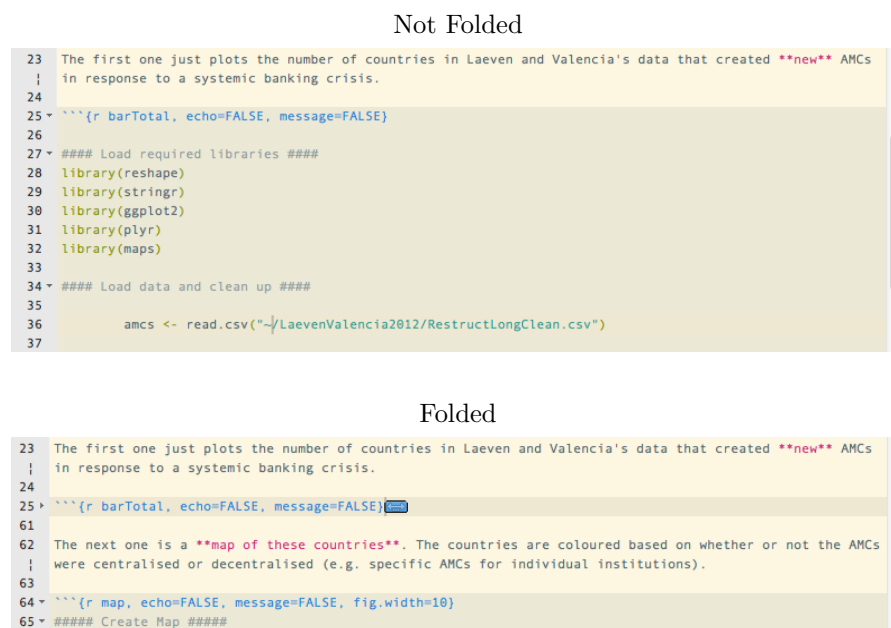 Not Folded
23 The first one just plots the number of countries in Laeven and Valencia's data that created **new** AMCs
¦ in response to a systemic banking crisis.
24
25 ```{r barTotal, echo=FALSE, message=FALSE}
26
27 #### Load required libraries ####
28 library(reshape)
29 library(stringr)
30 library(ggplot2)
31 library(plyr)
32 library(maps)
33
34 #### Load data and clean up ####
35
36 amcs <- read.csv("~/LaevenValencia2012/RestructLongClean.csv")
37
Folded
23 The first one just plots the number of countries in Laeven and Valencia's data that created **new** AMCs
¦ in response to a systemic banking crisis.
24
25 ```{r barTotal, echo=FALSE, message=FALSE}
61
62 The next one is a **map of these countries**. The countries are coloured based on whether or not the AMCs
¦ were centralised or decentralised (e.g. specific AMCs for individual institutions).
63
64 ```{r map, echo=FALSE, message=FALSE, fig.width=10}
65 ##### Create Map #####